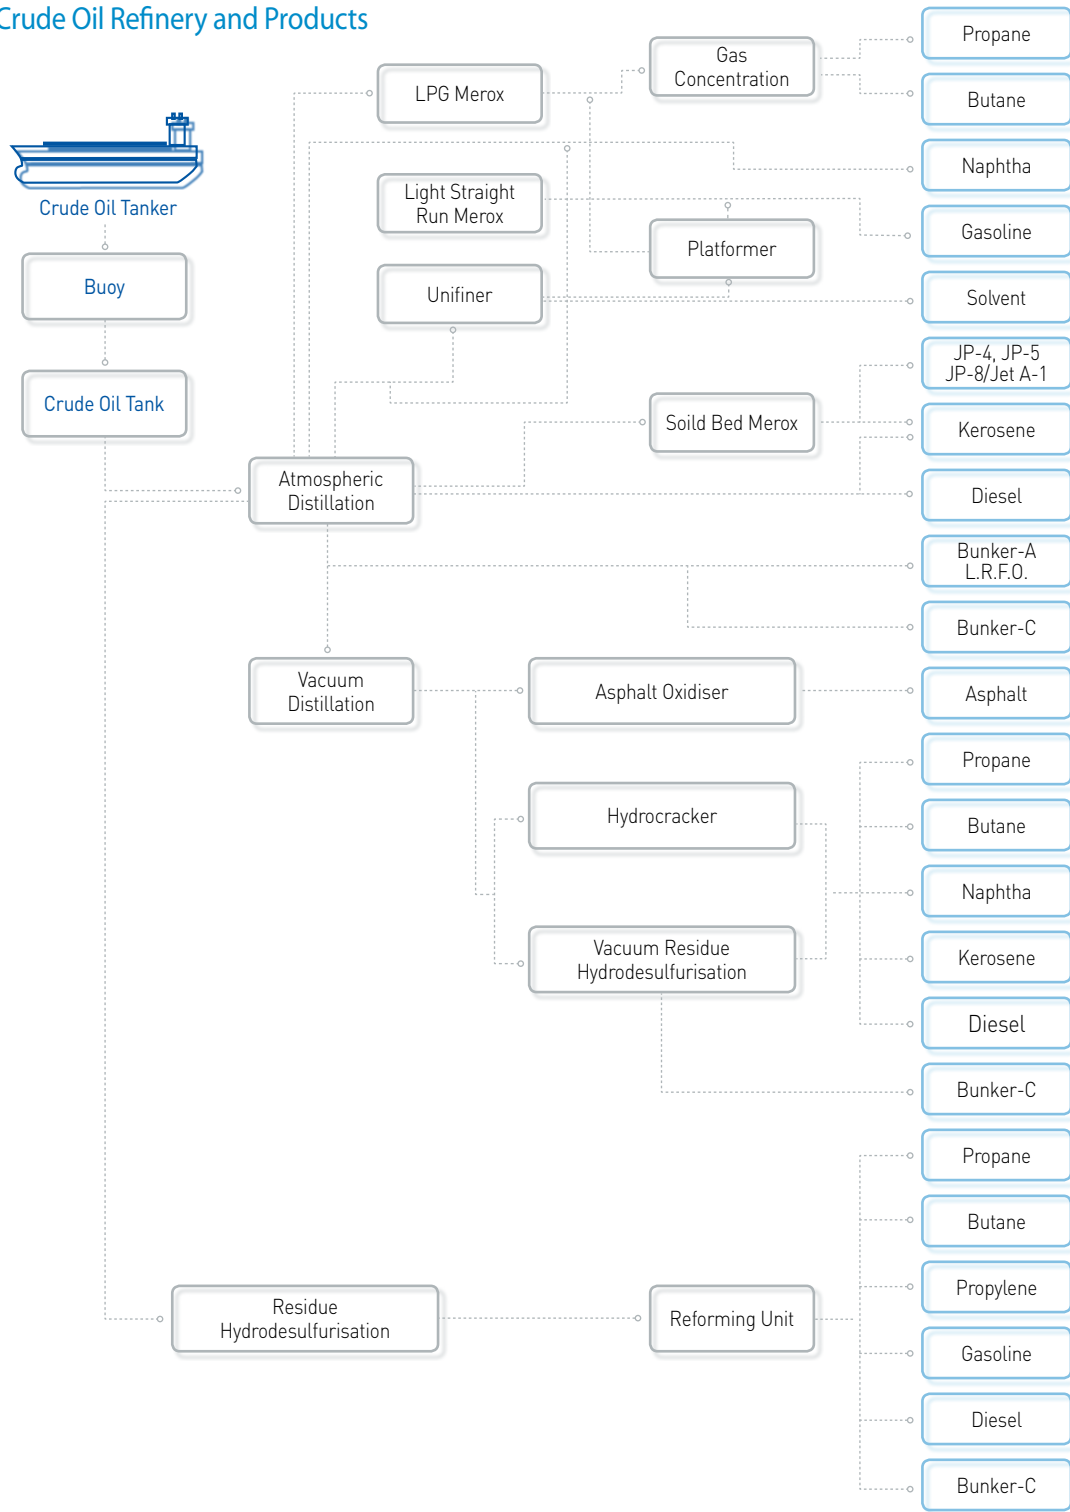 Crude Oil Refinery and Products
Propane
Gas
Concentration
LPG Merox
Butane
Naphtha
Light Straight
Run Merox
Crude Oil Tanker
Gasoline
Platformer
Buoy
Unifiner
Solvent
JP-4, JP-5
JP-8/Jet A-1
Crude Oil Tank
Soild Bed Merox
Kerosene
Atmospheric
Distillation
Diesel
Bunker-A
L.R.F.O.
Bunker-C
Vacuum
Distillation
Asphalt Oxidiser
Asphalt
Propane
Hydrocracker
Butane
Naphtha
Vacuum Residue
Hydrodesulfurisation
Kerosene
Diesel
Bunker-C
Propane
Butane
Propylene
Residue
Hydrodesulfurisation
Reforming Unit
Gasoline
Diesel
Bunker-C